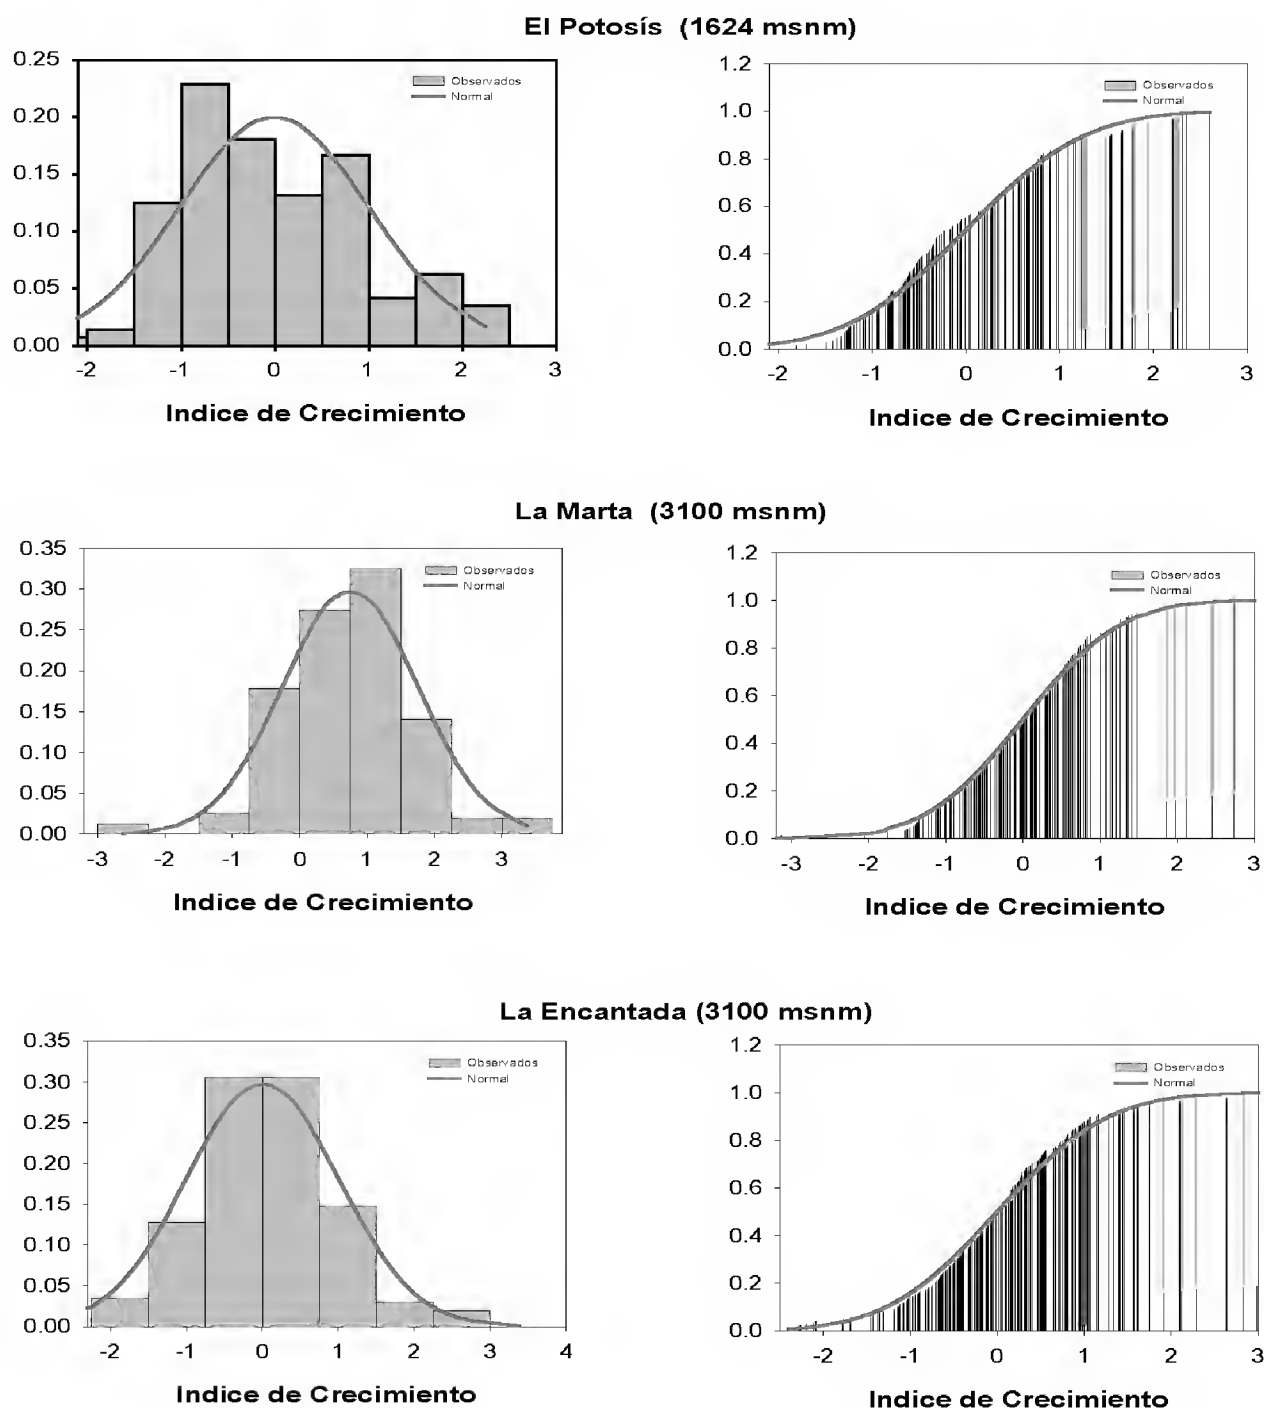 El Potosís (1624 msnm)
0.25
0.20
0.15
0.10
0.05
0.00
Observados
Normal
-2 -1 0 1 2 3
Indice de Crecimiento
1.2
1.0
0.8
0.6
0.4
0.2
0.0
Observados
Normal
-2 -1 0 1 2 3
Indice de Crecimiento
La Marta (3100 msnm)
0.35
0.30
0.25
0.20
0.15
0.10
0.05
0.00
Observados
Normal
-3 -2 -1 0 1 2 3
Indice de Crecimiento
1.2
1.0
0.8
0.6
0.4
0.2
0.0
Observados
Normal
-3 -2 -1 0 1 2 3
Indice de Crecimiento
La Encantada (3100 msnm)
0.35
0.30
0.25
0.20
0.15
0.10
0.05
0.00
Observados
Normal
-2 -1 0 1 2 3 4
Indice de Crecimiento
1.2
1.0
0.8
0.6
0.4
0.2
0.0
Observados
Normal
-2 -1 0 1 2 3
Indice de Crecimiento